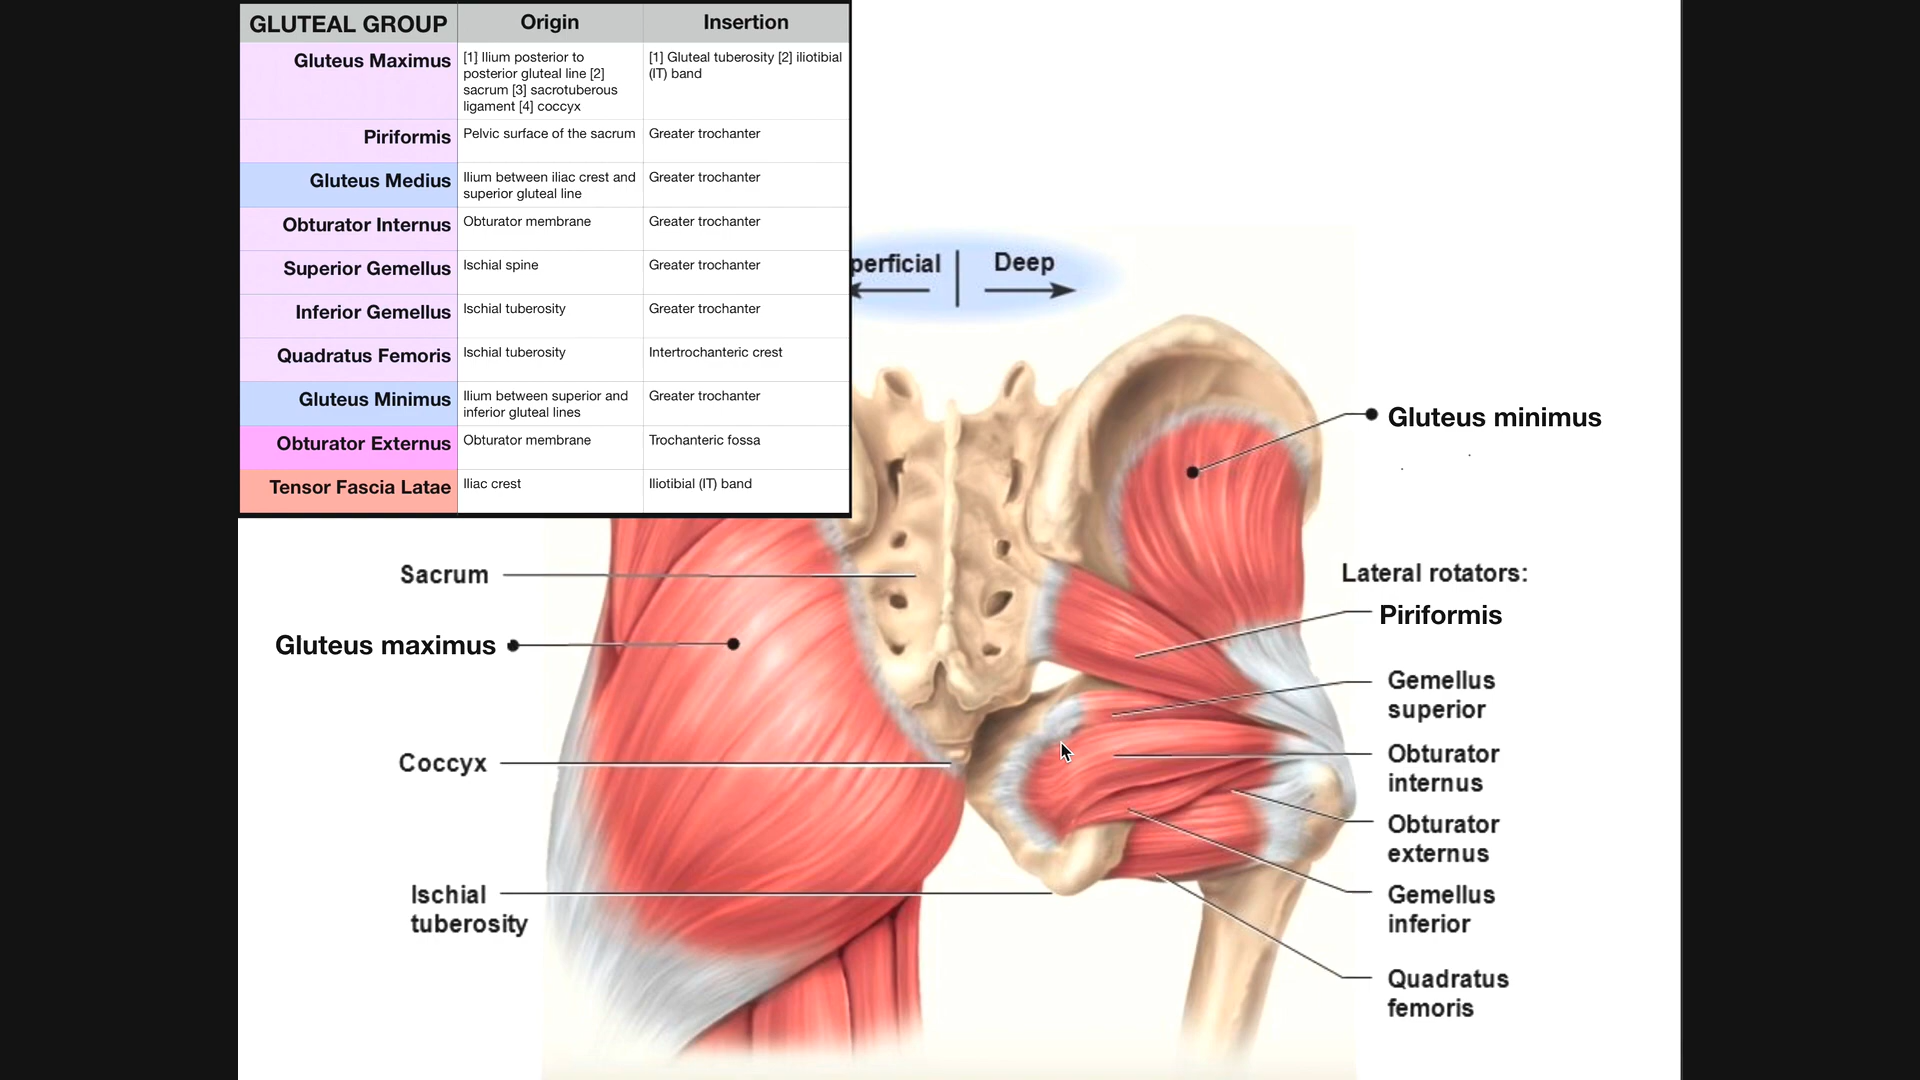 GLUTEAL GROUP Origin Insertion
Gluteus Maximus [1] Ilium posterior to [1] Gluteal tuberosity [2] iliotibial
posterior gluteal line [2] (IT) band
sacrum [3] sacrotuberous
ligament [4] coccyx
Piriformis Pelvic surface of the sacrum Greater trochanter
Gluteus Medius Ilium between iliac crest and Greater trochanter
superior gluteal line
Obturator Internus Obturator membrane Greater trochanter
Superior Gemellus Ischial spine Greater trochanter
Inferior Gemellus Ischial tuberosity Greater trochanter
Quadratus Femoris Ischial tuberosity Intertrochanteric crest
Gluteus Minimus Ilium between superior and Greater trochanter
inferior gluteal lines
Obturator Externus Obturator membrane Trochanteric fossa
Tensor Fascia Latae Iliac crest Iliotibial (IT) band
perficial Deep
Gluteus minimus
Sacrum
Gluteus maximus
Coccyx
Ischial
tuberosity
Lateral rotators:
Piriformis
Gemellus
superior
Obturator
internus
Obturator
externus
Gemellus
inferior
Quadratus
femoris